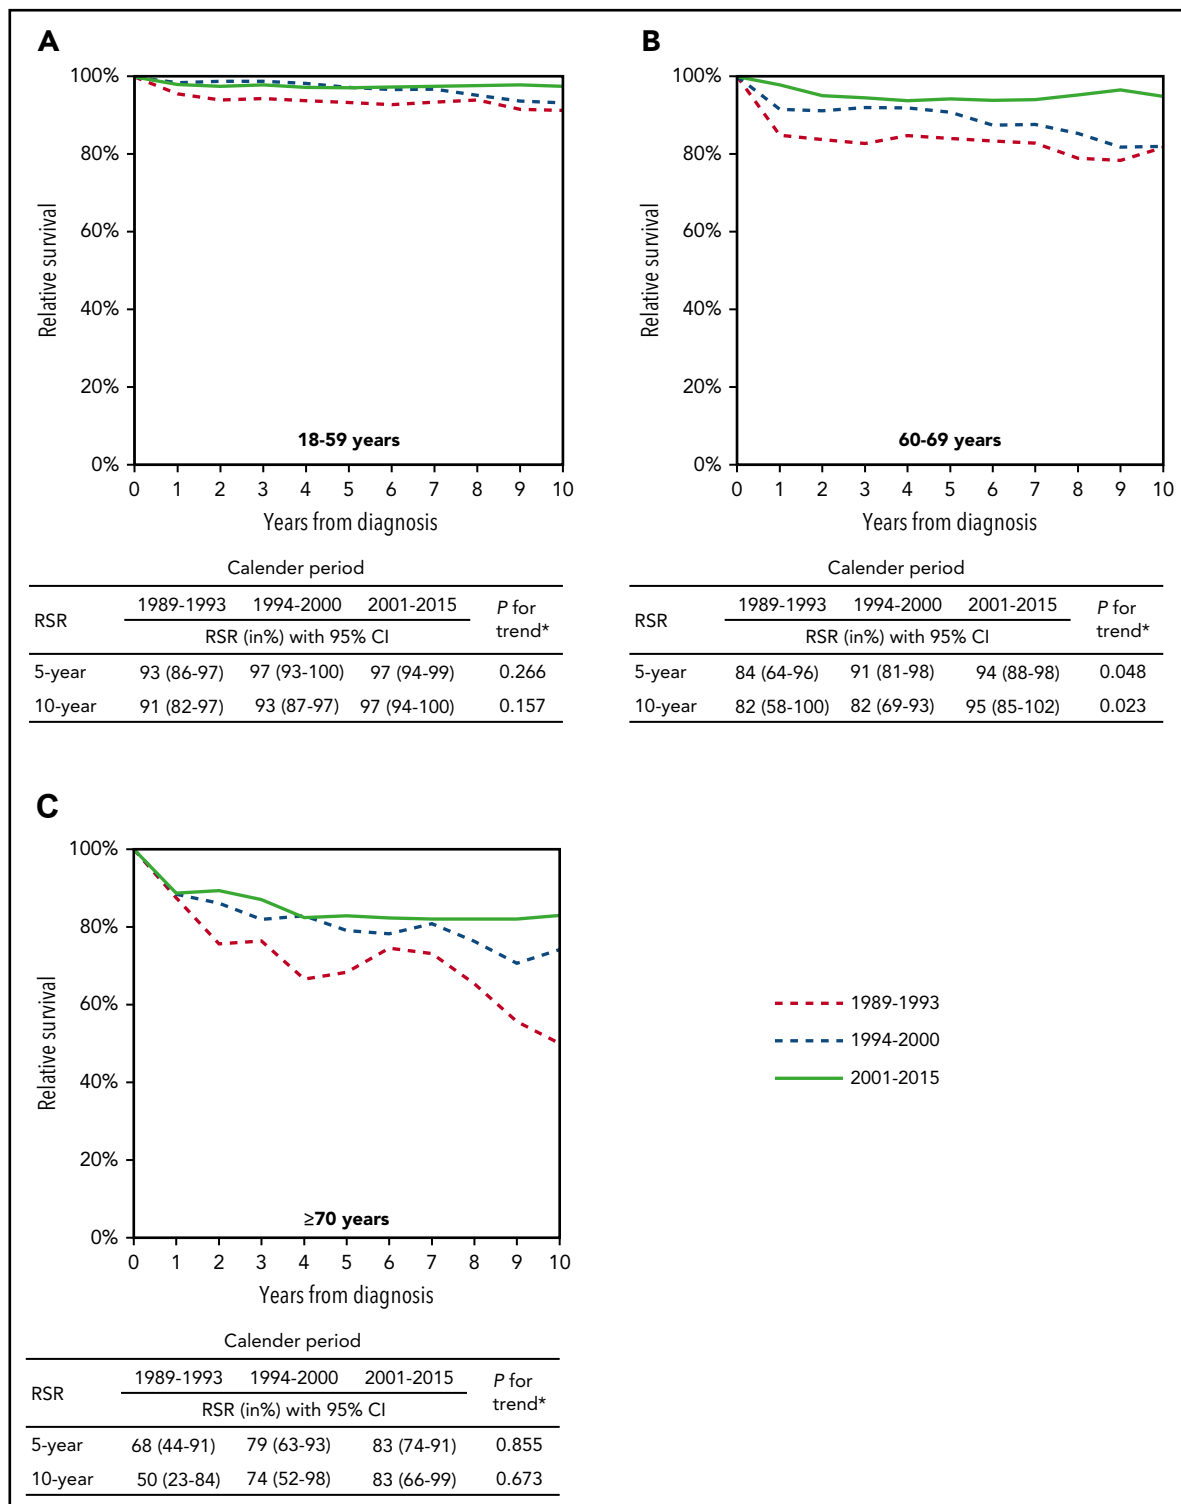 A
100%
80%
60%
40%
20%
0%
Relative survival
18-59 years
0 1 2 3 4 5 6 7 8 9 10
Years from diagnosis
Calender period
RSR 1989-1993 1994-2000 2001-2015 P for trend*
RSR (in%) with 95% CI
5-year 93 (86-97) 97 (93-100) 97 (94-99) 0.266
10-year 91 (82-97) 93 (87-97) 97 (94-100) 0.157
B
100%
80%
60%
40%
20%
0%
Relative survival
60-69 years
0 1 2 3 4 5 6 7 8 9 10
Years from diagnosis
Calender period
RSR 1989-1993 1994-2000 2001-2015 P for trend*
RSR (in%) with 95% CI
5-year 84 (64-96) 91 (81-98) 94 (88-98) 0.048
10-year 82 (58-100) 82 (69-93) 95 (85-102) 0.023
C
100%
80%
60%
40%
20%
0%
Relative survival
≥70 years
0 1 2 3 4 5 6 7 8 9 10
Years from diagnosis
1989-1993
1994-2000
2001-2015
Calender period
RSR 1989-1993 1994-2000 2001-2015 P for trend*
RSR (in%) with 95% CI
5-year 68 (44-91) 79 (63-93) 83 (74-91) 0.855
10-year 50 (23-84) 74 (52-98) 83 (66-99) 0.673